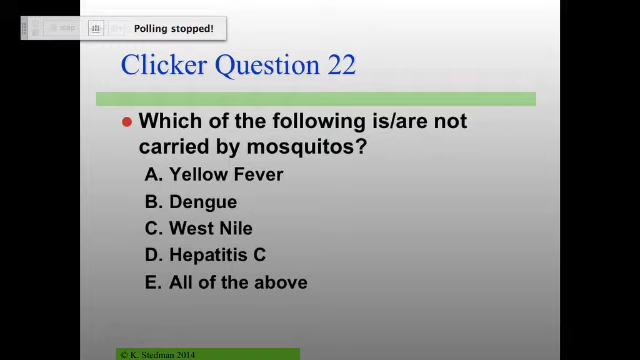 Polling stopped!
Clicker Question 22
Which of the following is/are not
carried by mosquitos?
A. Yellow Fever
B. Dengue
C. West Nile
D. Hepatitis C
E. All of the above
© K. Stedman 2014